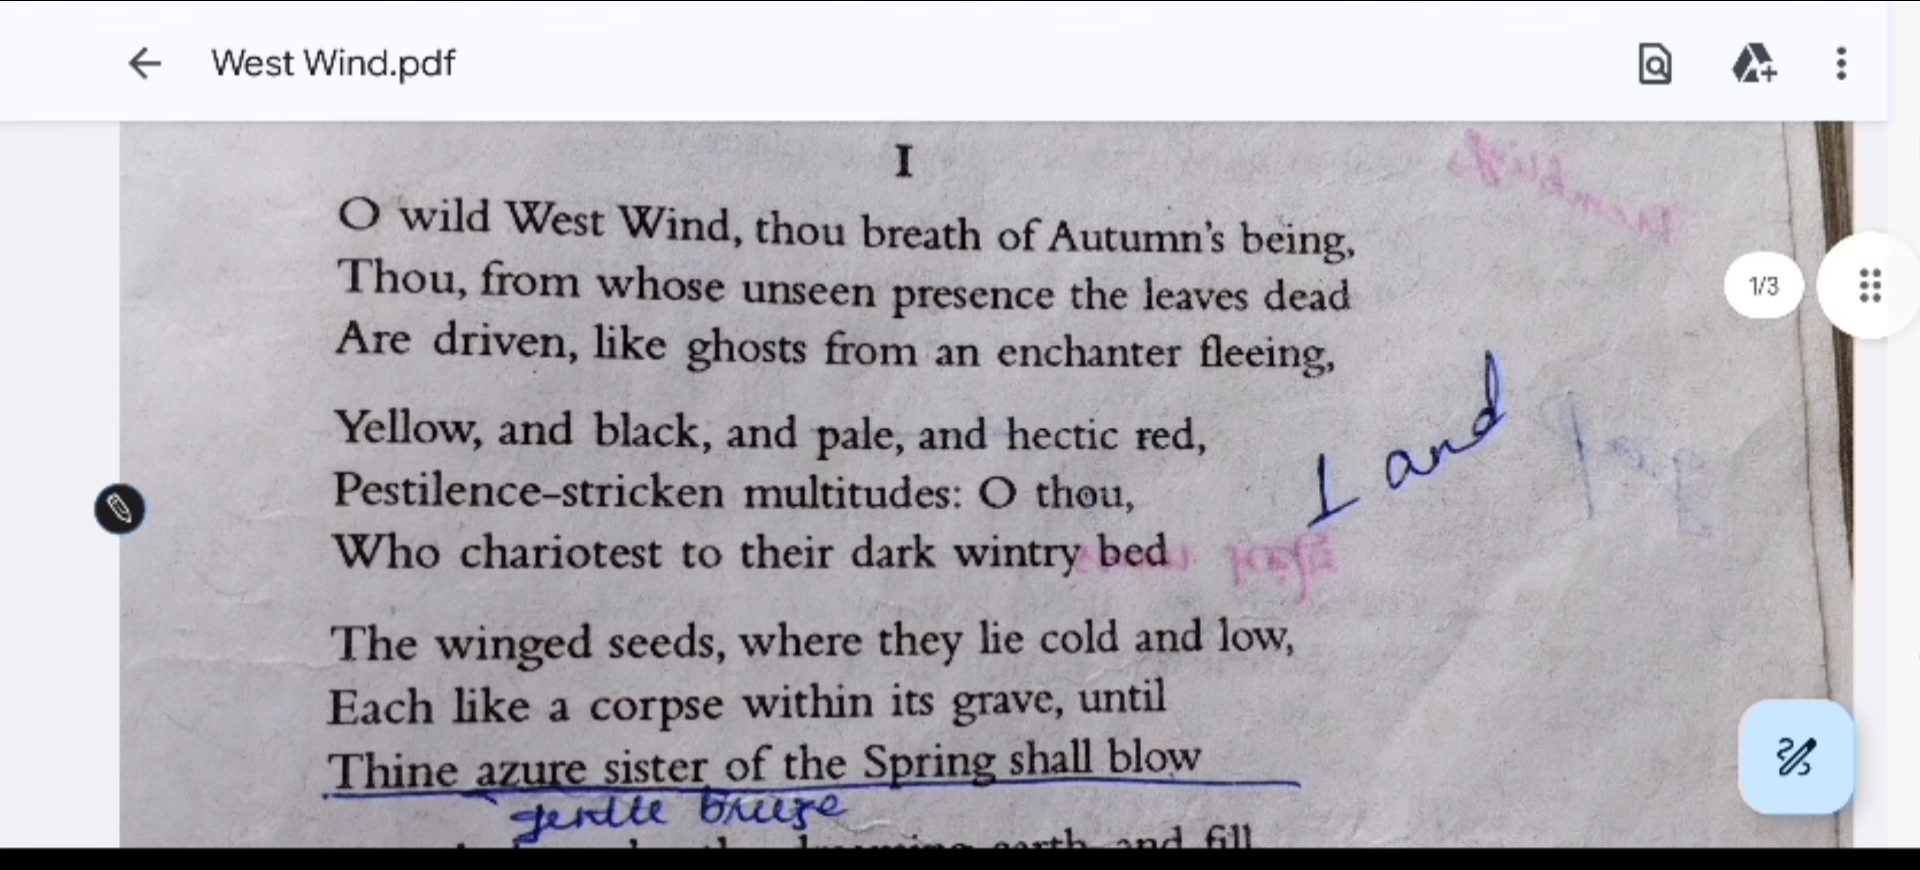 West Wind.pdf
I
O wild West Wind, thou breath of Autumn's being,
Thou, from whose unseen presence the leaves dead
1/3
Are driven, like ghosts from an enchanter fleeing,
Yellow, and black, and pale, and hectic red,
Land
Pestilence-stricken multitudes: O thou,
Who chariotest to their dark wintry bed
The winged seeds, where they lie cold and low,
Each like a corpse within its grave, until
Thine azure sister of the Spring shall blow
gentle breeze
earth and fill